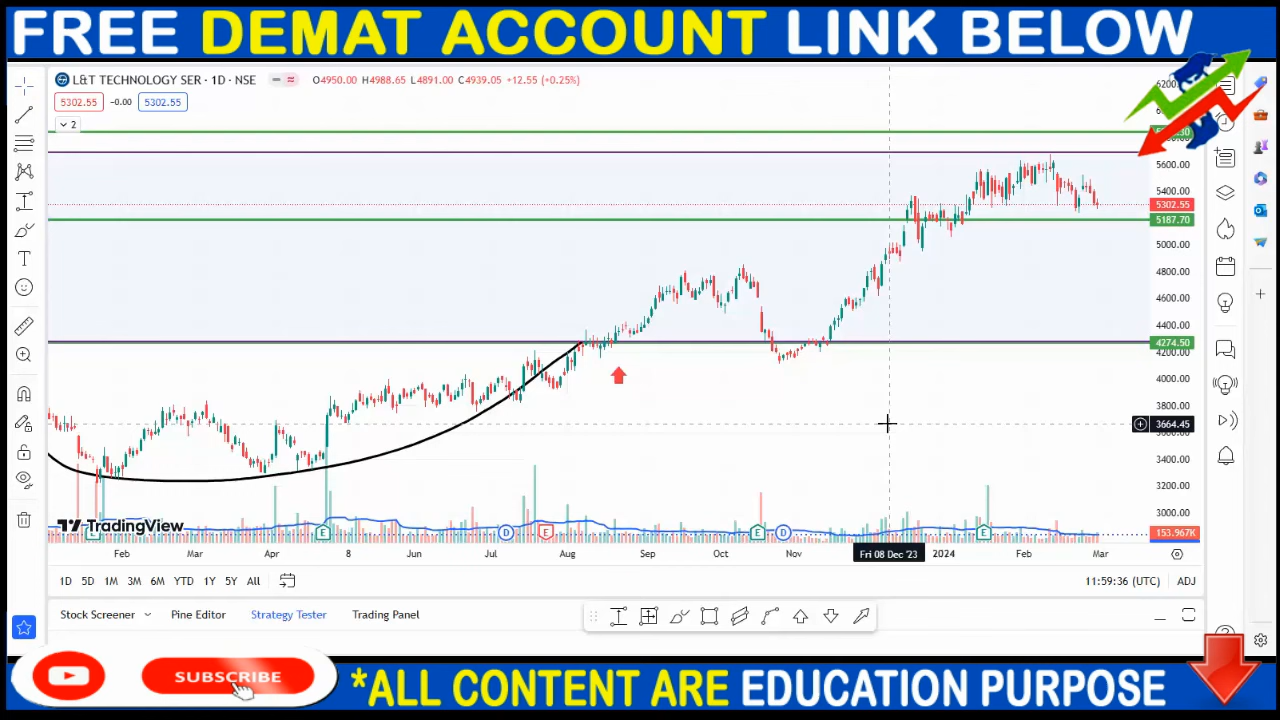 FREE DEMAT ACCOUNT LINK BELOW
L&T TECHNOLOGY SER · 1D · NSE O4950.00 H4988.65 L4891.00 C4939.05 +12.55 (+0.25%)
5302.55 -0.00 5302.55
2
5600.00
5400.00
5302.55
5187.70
5000.00
4800.00
4600.00
4400.00
4274.50
4200.00
4000.00
3800.00
3664.45
3400.00
3200.00
3000.00
TradingView
153.967K
E E D E E D E
Feb Mar Apr 8 Jun Jul Aug Sep Oct Nov Fri 08 Dec '23 2024 Feb Mar
1D 5D 1M 3M 6M YTD 1Y 5Y All 11:59:36 (UTC) ADJ
Stock Screener Pine Editor Strategy Tester Trading Panel
SUBSCRIBE
*ALL CONTENT ARE EDUCATION PURPOSE